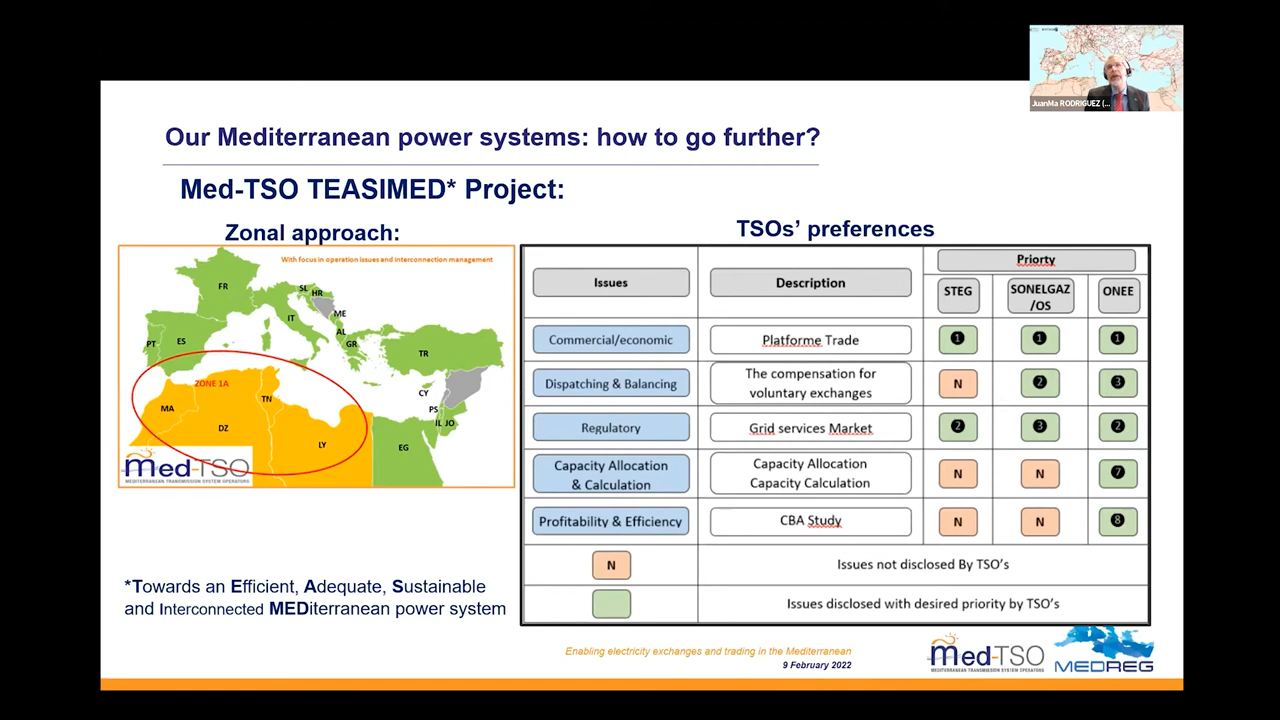 JuanMa RODRIGUEZ (...
Our Mediterranean power systems: how to go further?
Med-TSO TEASIMED* Project:
Zonal approach:
With focus in operation issues and interconnection management
FR
SL
HR
IT
ME
AL
GR
PT
ES
TR
CY
PS
IL JO
ZONE 1A
MA
TN
DZ
LY
EG
Med-TSO
MEDITERRANEAN TRANSMISSION SYSTEM OPERATORS
*Towards an Efficient, Adequate, Sustainable
and Interconnected MEDiterranean power system
TSOs’ preferences
Issues
Description
Priorty
STEG
SONELGAZ
/OS
ONEE
Commercial/economic
Platforme Trade
1
1
1
Dispatching & Balancing
The compensation for
voluntary exchanges
N
2
3
Regulatory
Grid services Market
2
3
2
Capacity Allocation
& Calculation
Capacity Allocation
Capacity Calculation
N
N
7
Profitability & Efficiency
CBA Study
N
N
8
N
Issues not disclosed By TSO's
Issues disclosed with desired priority by TSO's
Enabling electricity exchanges and trading in the Mediterranean
9 February 2022
Med-TSO
MEDITERRANEAN TRANSMISSION SYSTEM OPERATORS
MEDREG